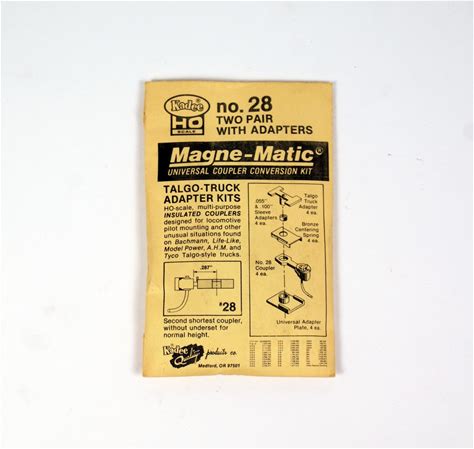 Kadee
HO
SCALE
no. 28
TWO PAIR
WITH ADAPTERS
Magne-Matic®
UNIVERSAL COUPLER CONVERSION KIT
TALGO-TRUCK
ADAPTER KITS
HO-scale, multi-purpose
INSULATED COUPLERS
designed for locomotive
pilot mounting and other
unusual situations found
on Bachmann, Life-Like,
Model Power, A.H.M. and
Tyco Talgo-style trucks.
.287"
#28
Second shortest coupler,
without underset for
normal height.
Kadee Quality products co.
Medford, OR 97501
.055"
& .100"
Sleeve
Adapters
4 ea.
Talgo
Truck
Adapter
4 ea.
Bronze
Centering
Spring
4 ea.
No. 28
Coupler
4 ea.
Universal Adapter
Plate, 4 ea.